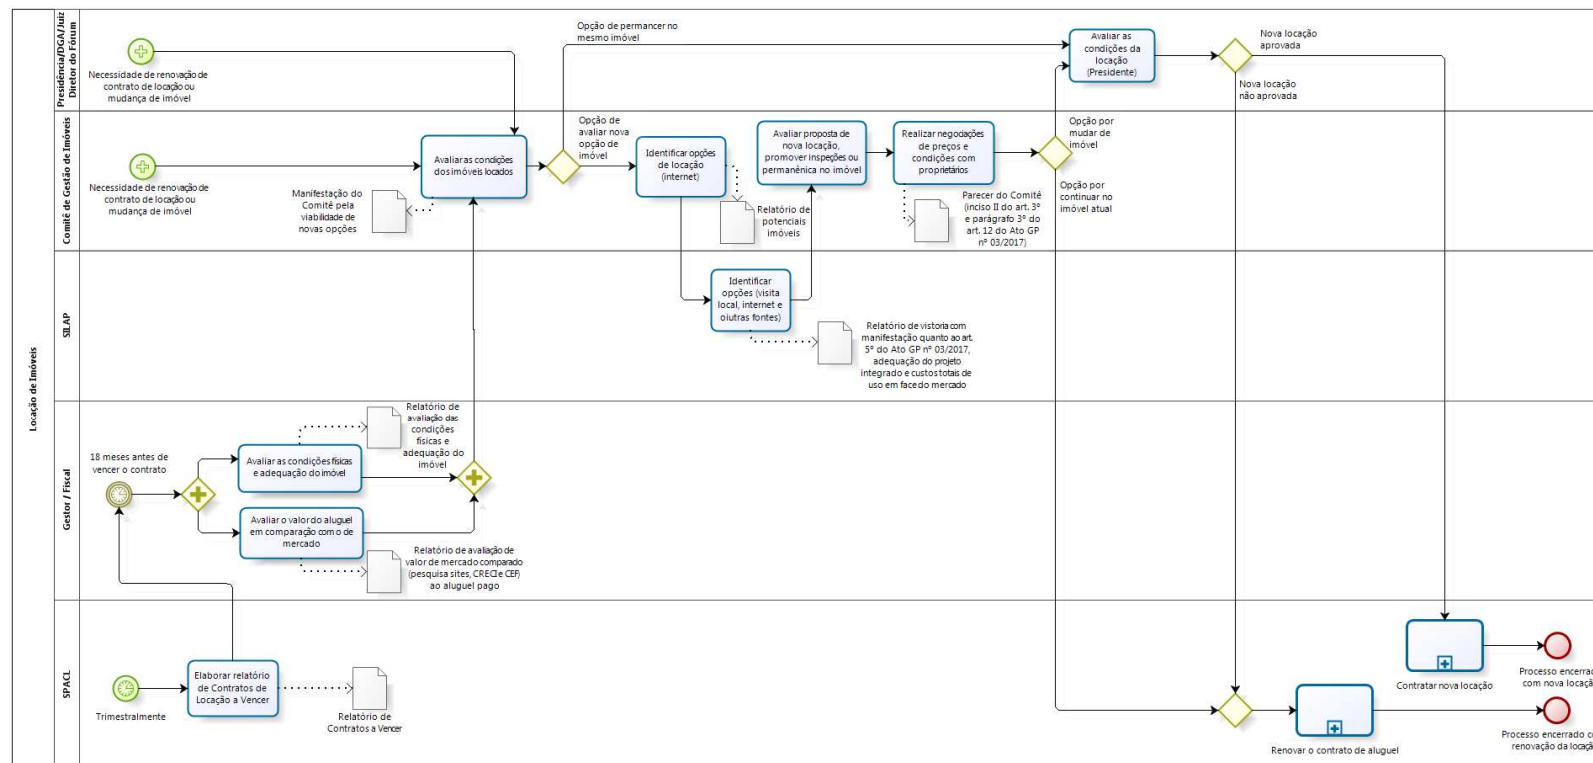 Locação de Imóveis
Presidência/DGA/Juiz
Diretor do Fórum
Necessidade de renovação de
contrato de locação ou
mudança de imóvel
Opção de permancer no
mesmo imóvel
Avaliar as
condições da
locação
(Presidente)
Nova locação
aprovada
Nova locação
não aprovada
Comitê de Gestão de Imóveis
Necessidade de renovação de
contrato de locação ou
mudança de imóvel
Avaliar as condições
dos imóveis locados
Manifestação do
Comitê pela
viabilidade de
novas opções
Opção de
avaliar nova
opção de
imóvel
Identificar opções
de locação
(internet)
Relatório de
potenciais
imóveis
Avaliar proposta de
nova locação,
promover inspeções ou
permanênica no imóvel
Realizar negociações
de preços e
condições com
proprietários
Parecer do Comitê
(inciso II do art. 3º
e parágrafo 3º do
art. 12 do Ato GP
nº 03/2017)
Opção por
mudar de
imóvel
Opção por
continuar no
imóvel atual
SILAP
Identificar
opções (visita
local, internet e
oiutras fontes)
Relatório de vistoria com
manifestação quanto ao art.
5º do Ato GP nº 03/2017,
adequação do projeto
integrado e custos totais de
uso em face do mercado
Gestor / Fiscal
18 meses antes de
vencer o contrato
Avaliar as condições físicas
e adequação do imóvel
Relatório de
avaliação das
condições
físicas e
adequação do
imóvel
Avaliar o valor do aluguel
em comparação com o de
mercado
Relatório de avaliação de
valor de mercado comparado
(pesquisa sites, CRECI e CEF)
ao aluguel pago
SPACL
Trimestralmente
Elaborar relatório
de Contratos de
Locação a Vencer
Relatório de
Contratos a Vencer
Contratar nova locação
Processo encerrad
com nova locaçã
Renovar o contrato de aluguel
Processo encerrado co
renovação da locaçã